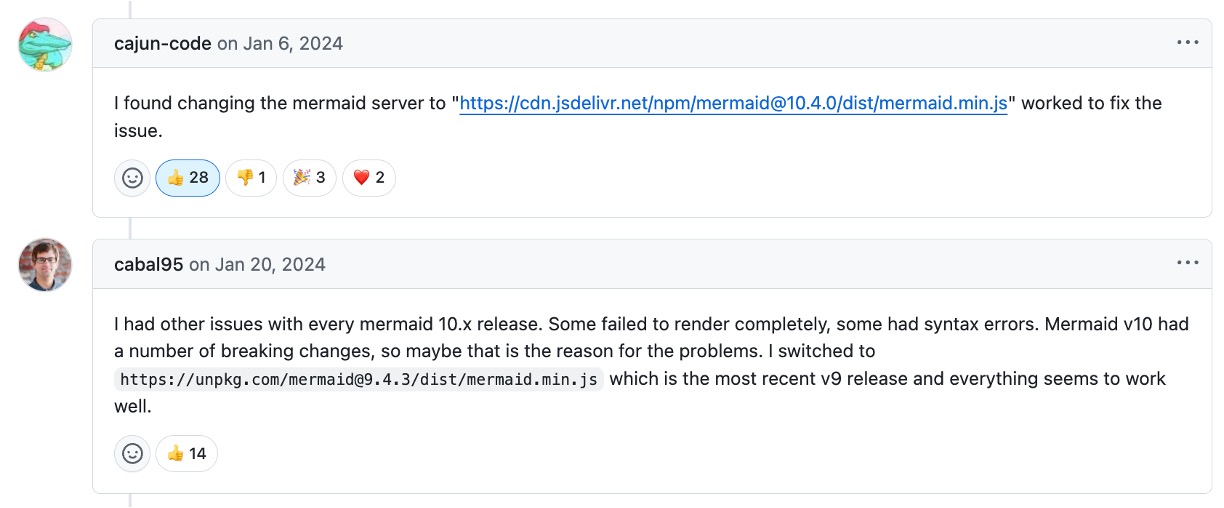 cajun-code on Jan 6, 2024
I found changing the mermaid server to "https://cdn.jsdelivr.net/npm/mermaid@10.4.0/dist/mermaid.min.js" worked to fix the
issue.
👍 28 👎 1 🎉 3 ❤️ 2
cabal95 on Jan 20, 2024
I had other issues with every mermaid 10.x release. Some failed to render completely, some had syntax errors. Mermaid v10 had
a number of breaking changes, so maybe that is the reason for the problems. I switched to
https://unpkg.com/mermaid@9.4.3/dist/mermaid.min.js which is the most recent v9 release and everything seems to work
well.
👍 14